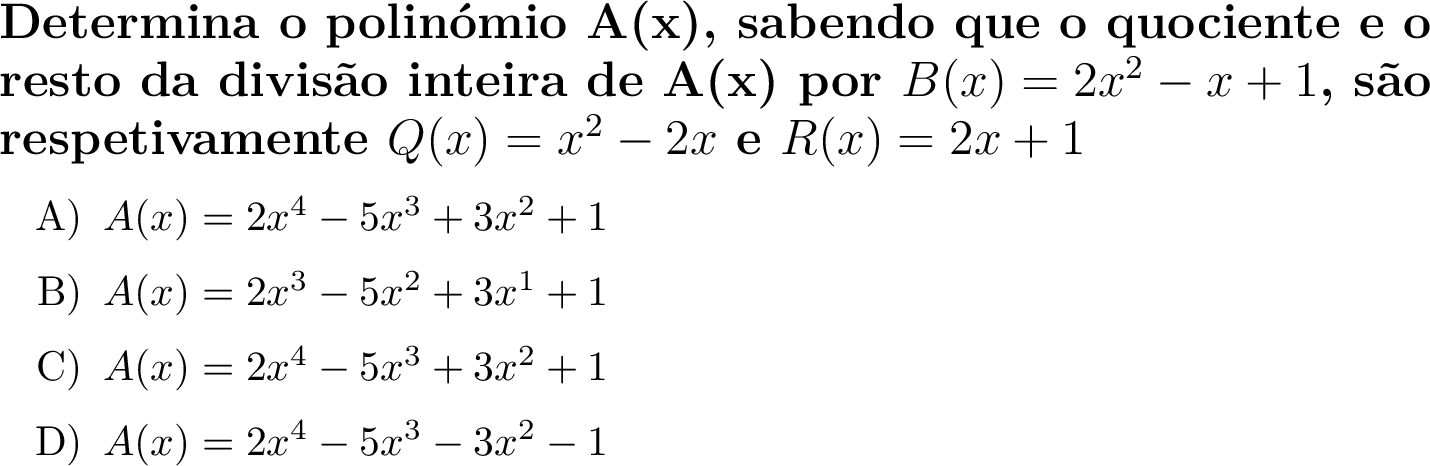 Determina o polinómio A(x), sabendo que o quociente e o
resto da divisão inteira de A(x) por $B(x) = 2x^2 - x + 1$, são
respetivamente $Q(x) = x^2 - 2x$ e $R(x) = 2x + 1$
A) $A(x) = 2x^4 - 5x^3 + 3x^2 + 1$
B) $A(x) = 2x^3 - 5x^2 + 3x^1 + 1$
C) $A(x) = 2x^4 - 5x^3 + 3x^2 + 1$
D) $A(x) = 2x^4 - 5x^3 - 3x^2 - 1$